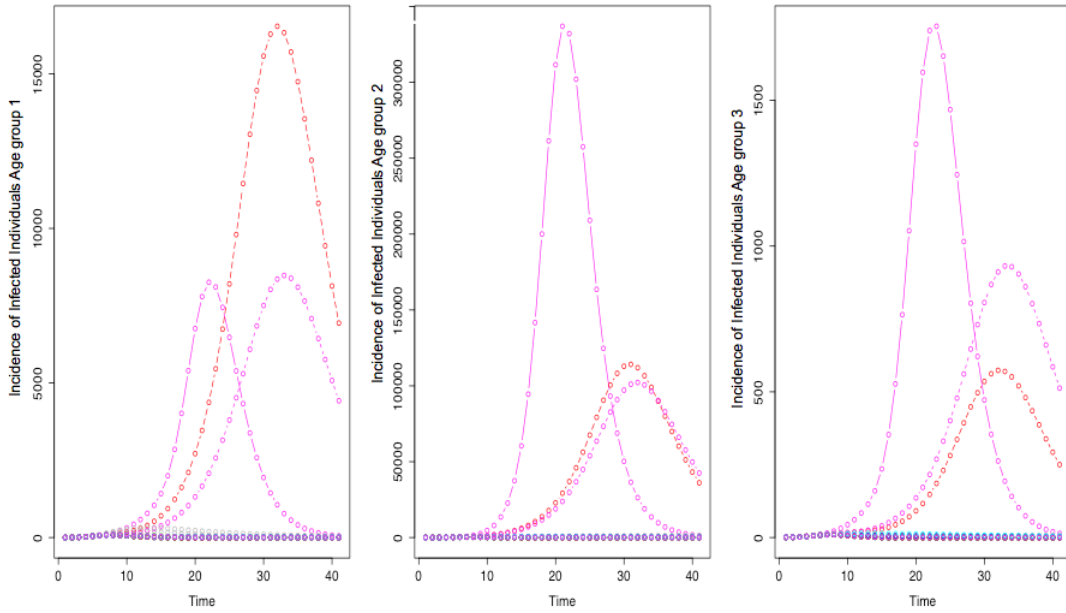 Incidence of Infected Individuals Age group 1
15000
10000
5000
0
0 10 20 30 40
Time
Incidence of Infected Individuals Age group 2
300000
250000
200000
150000
100000
50000
0
0 10 20 30 40
Time
Incidence of Infected Individuals Age group 3
1500
1000
500
0
0 10 20 30 40
Time